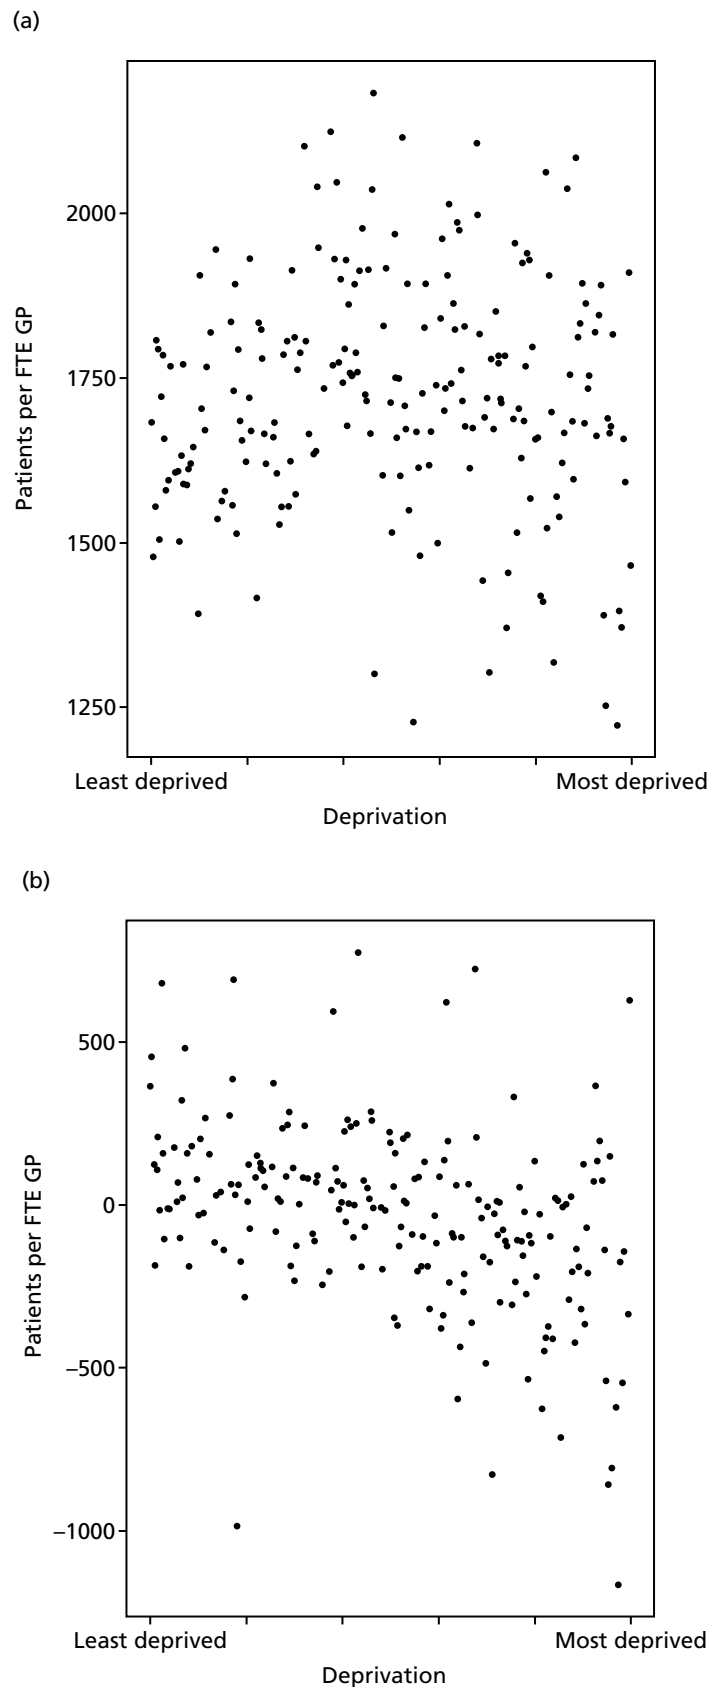 (a)
2000
1750
1500
1250
Patients per FTE GP
Least deprived
Most deprived
Deprivation
(b)
500
0
−500
−1000
Patients per FTE GP
Least deprived
Most deprived
Deprivation